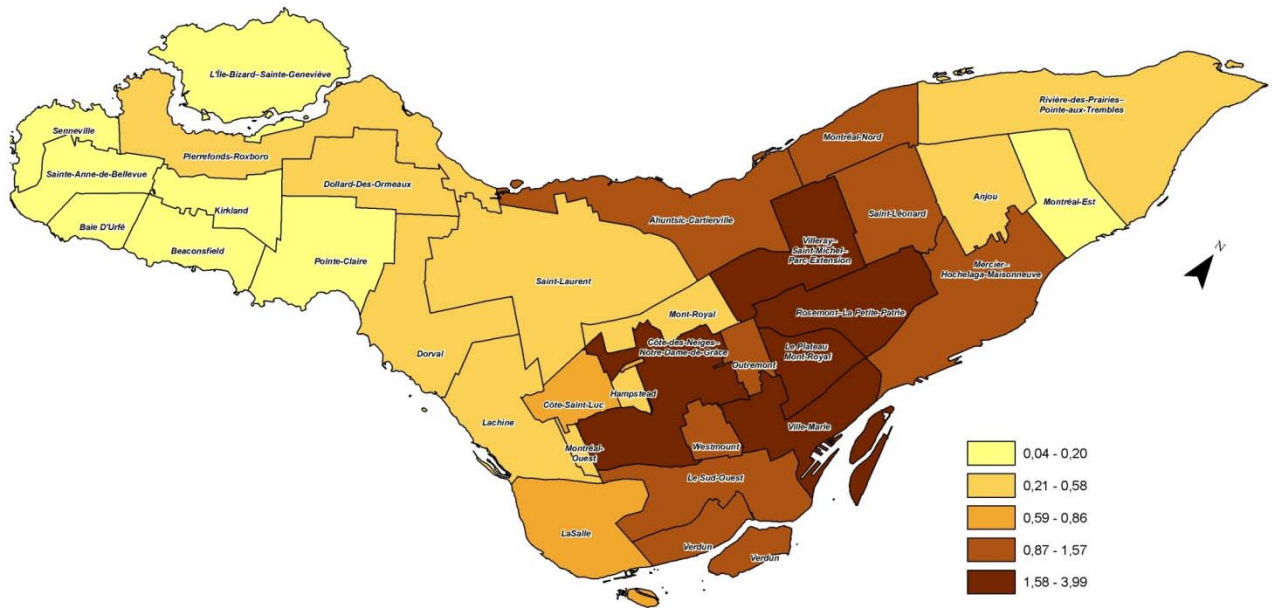 L'Île-Bizard–Sainte-Geneviève
Senneville
Sainte-Anne-de-Bellevue
Baie D'Urfé
Pierrefonds-Roxboro
Kirkland
Beaconsfield
Dollard-Des-Ormeaux
Pointe-Claire
Dorval
Lachine
Saint-Laurent
Mont-Royal
Côte-des-Neiges–
Notre-Dame-de-Grâce
Hampstead
Côte-Saint-Luc
Montréal-
Ouest
LaSalle
Ahuntsic-Cartierville
Montréal-Nord
Villeray–
Saint-Michel–
Parc-Extension
Saint-Léonard
Rivière-des-Prairies–
Pointe-aux-Trembles
Anjou
Montréal-Est
Mercier–
Hochelaga-Maisonneuve
Rosemont–La Petite-Patrie
Le Plateau
Mont-Royal
Outremont
Ville-Marie
Westmount
Le Sud-Ouest
Verdun
Verdun
N
0,04 - 0,20
0,21 - 0,58
0,59 - 0,86
0,87 - 1,57
1,58 - 3,99